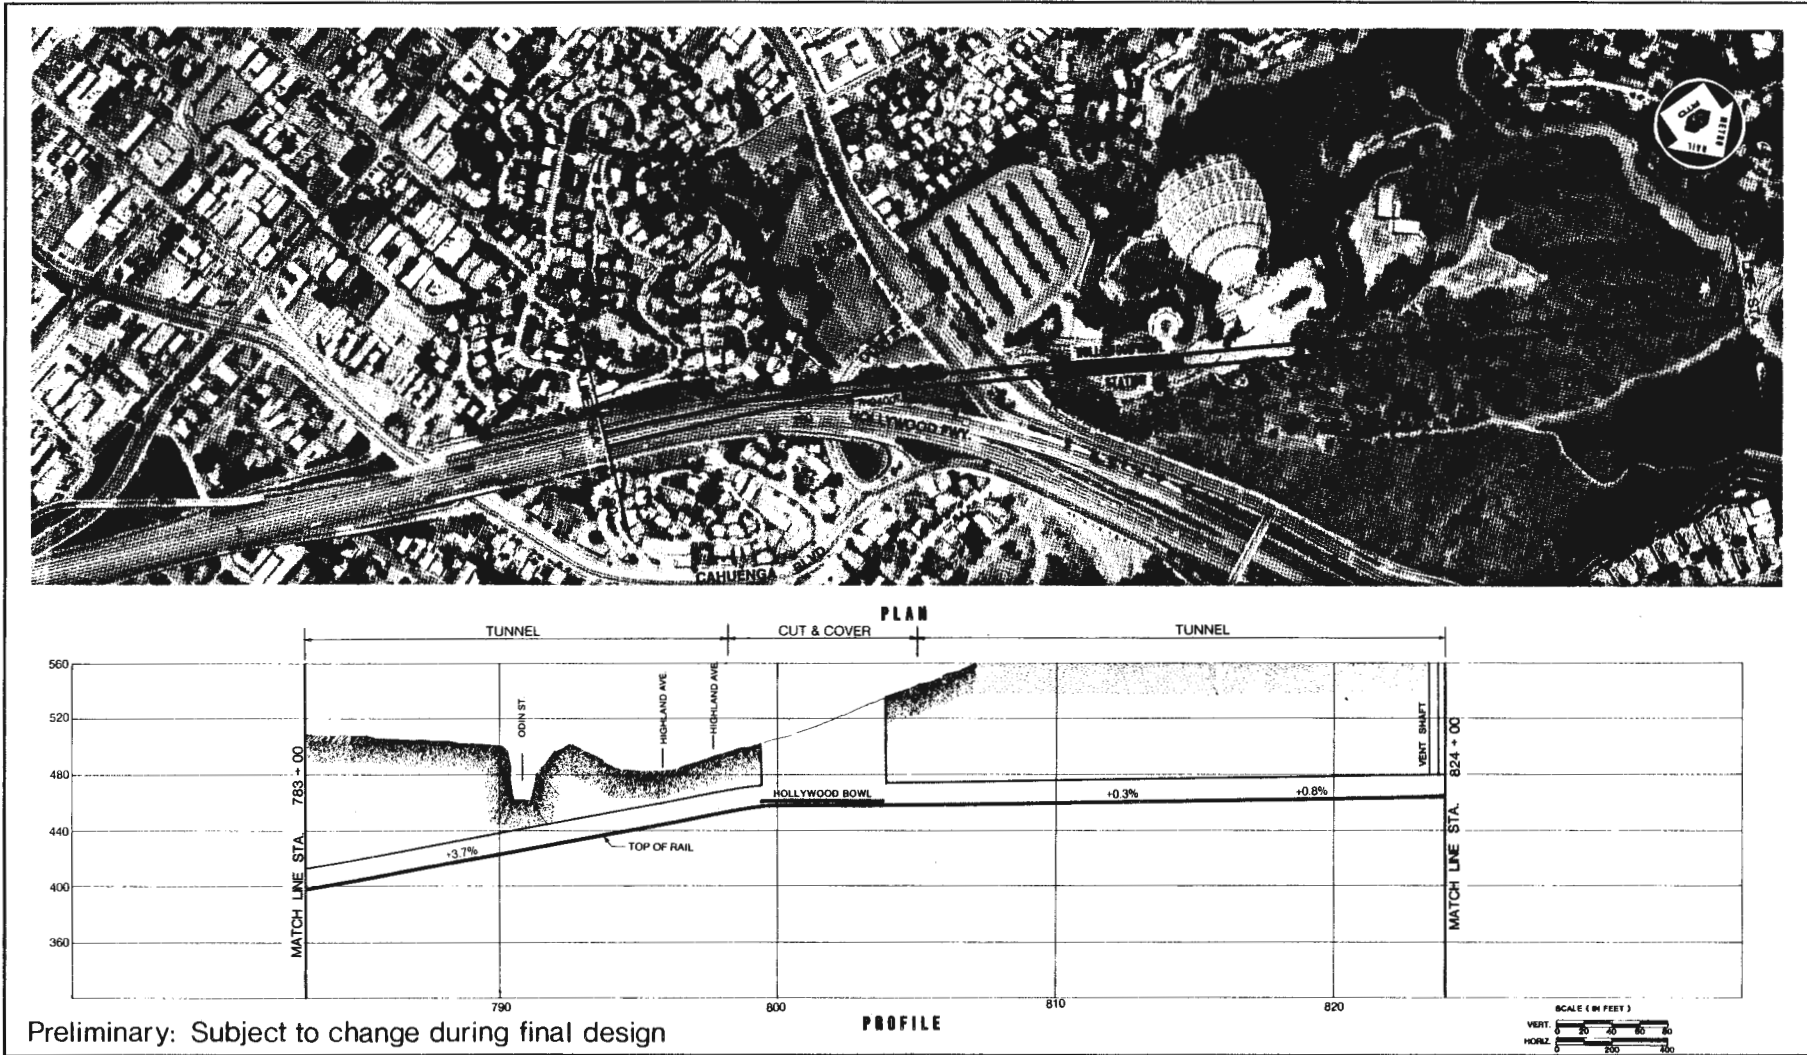 METRO RAIL
RTD
HOLLYWOOD FWY.
CAHUENGA BLVD.
PLAN
TUNNEL
CUT & COVER
TUNNEL
560
520
480
440
400
360
MATCH LINE STA. 783 + 00
ODIN ST.
HIGHLAND AVE.
HIGHLAND AVE.
VENT SHAFT
MATCH LINE STA. 824 + 00
HOLLYWOOD BOWL
+3.7%
TOP OF RAIL
+0.3%
+0.8%
790
800
810
820
PROFILE
Preliminary: Subject to change during final design
SCALE (IN FEET)
VERT.
0 20 40 60 80
HORIZ.
0 200 400